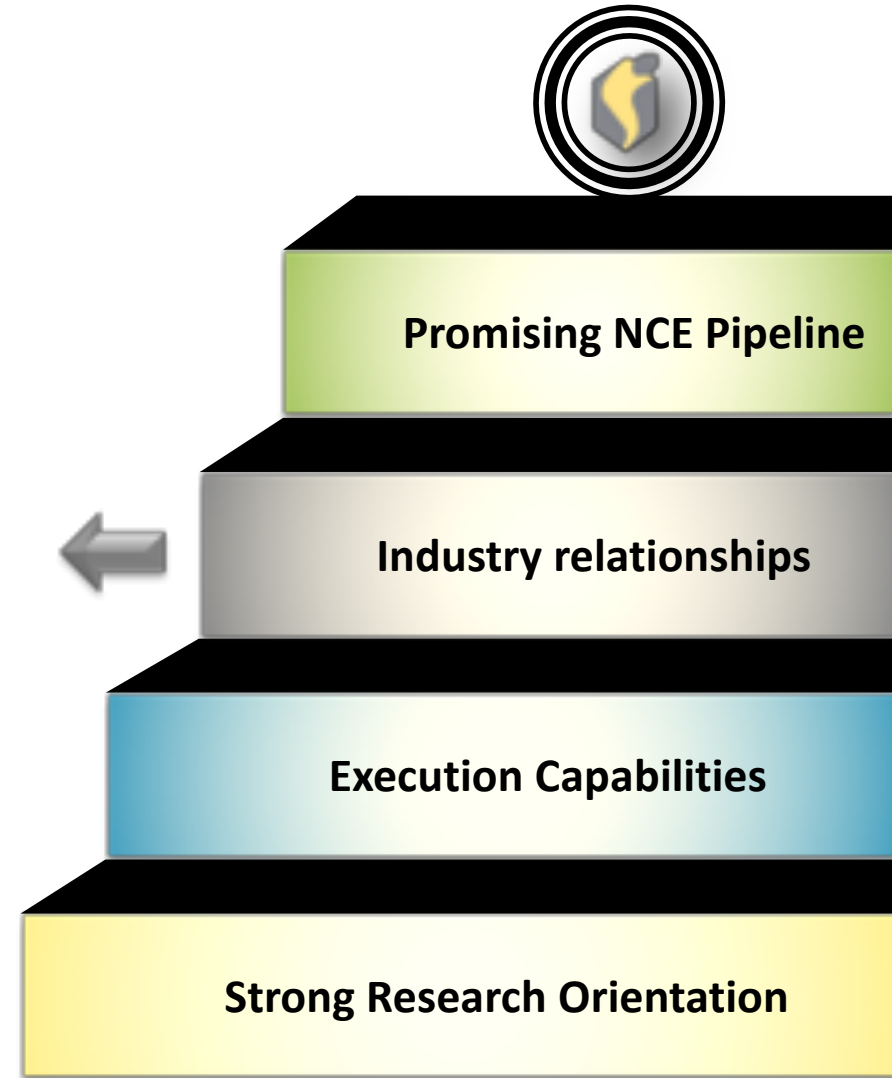 Promising NCE Pipeline
Industry relationships
Execution Capabilities
Strong Research Orientation